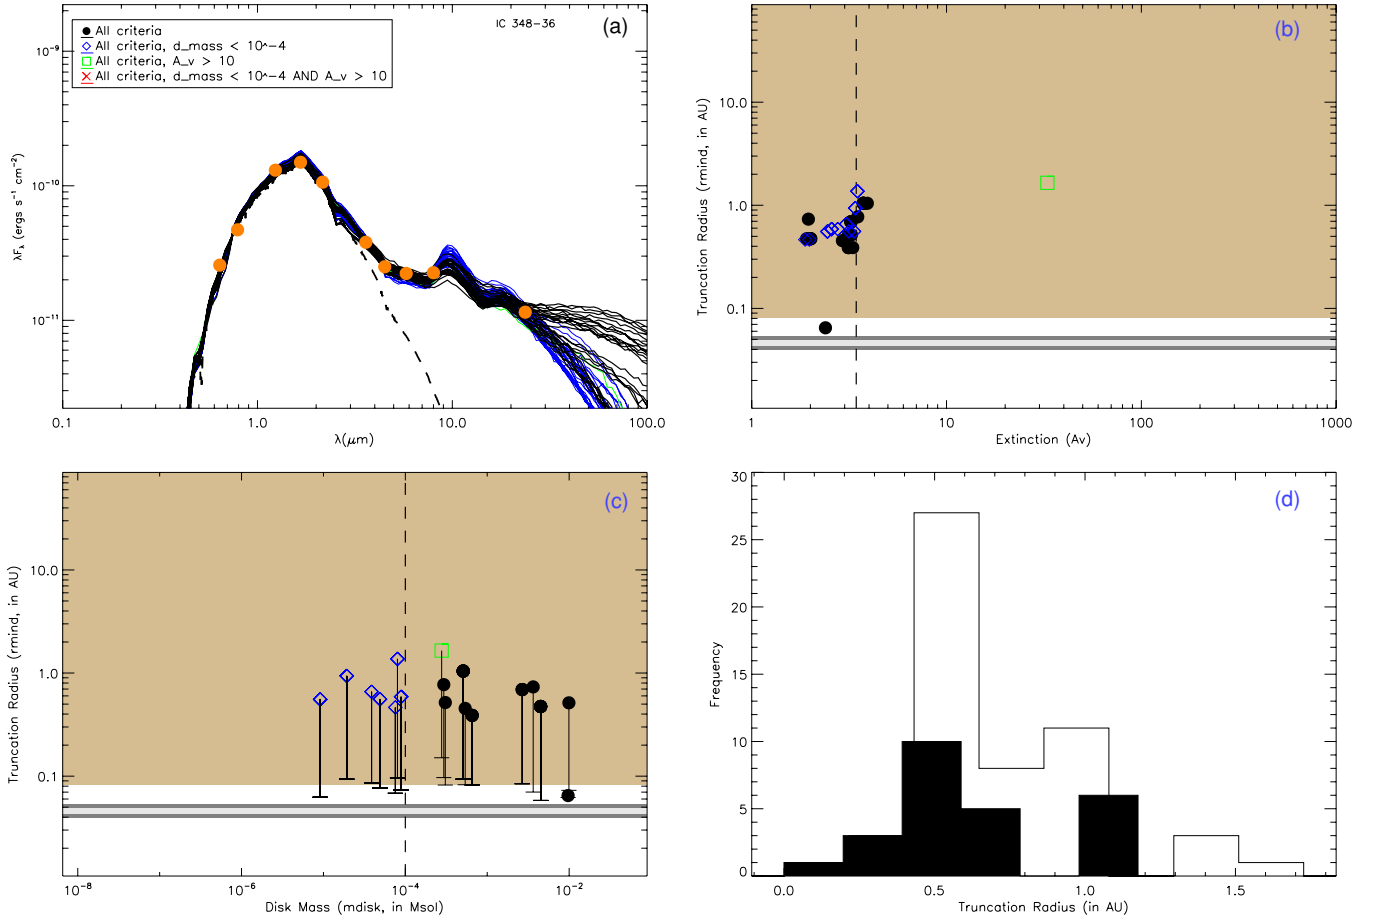 IC 348-36
(a)
All criteria
All criteria, d_mass < 10^-4
All criteria, A_v > 10
All criteria, d_mass < 10^-4 AND A_v > 10
10⁻⁹
10⁻¹⁰
10⁻¹¹
λFλ (ergs s⁻¹ cm⁻²)
0.1
1.0
10.0
100.0
λ(μm)
(b)
10.0
1.0
0.1
Truncation Radius (rmind, in AU)
1
10
100
1000
Extinction (Av)
(c)
10.0
1.0
0.1
Truncation Radius (rmind, in AU)
10⁻⁸
10⁻⁶
10⁻⁴
10⁻²
Disk Mass (mdisk, in Msol)
(d)
30
25
20
15
10
5
0
Frequency
0.0
0.5
1.0
1.5
Truncation Radius (in AU)